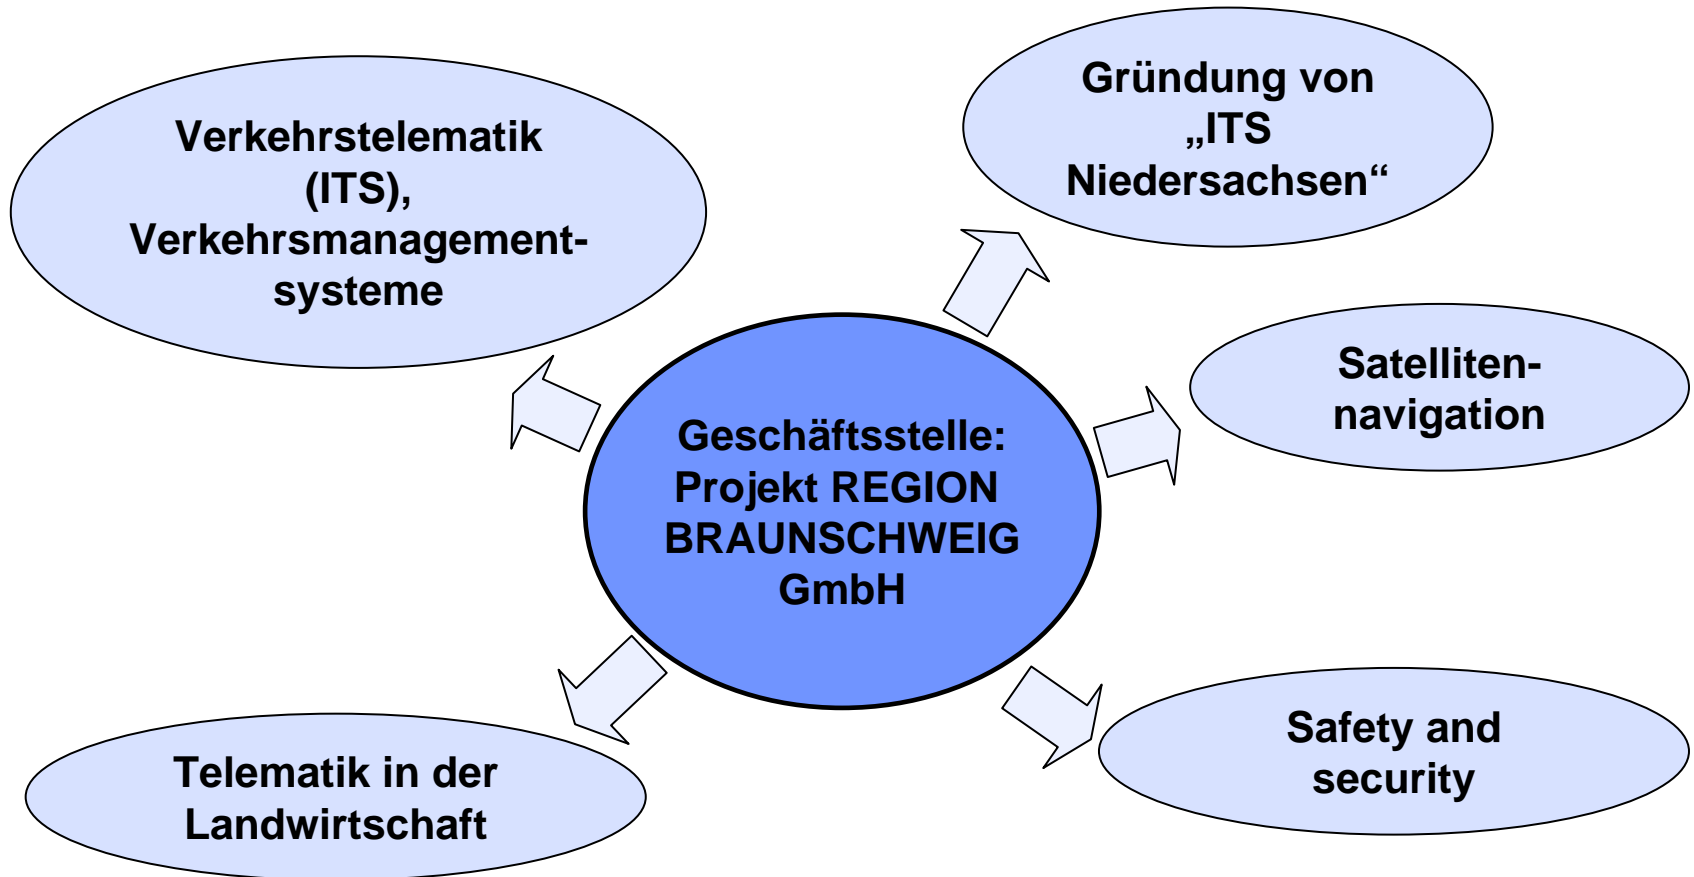 Verkehrstelematik
(ITS),
Verkehrsmanagement-
systeme
Gründung von
„ITS
Niedersachsen“
Satelliten-
navigation
Geschäftsstelle:
Projekt REGION
BRAUNSCHWEIG
GmbH
Telematik in der
Landwirtschaft
Safety and
security